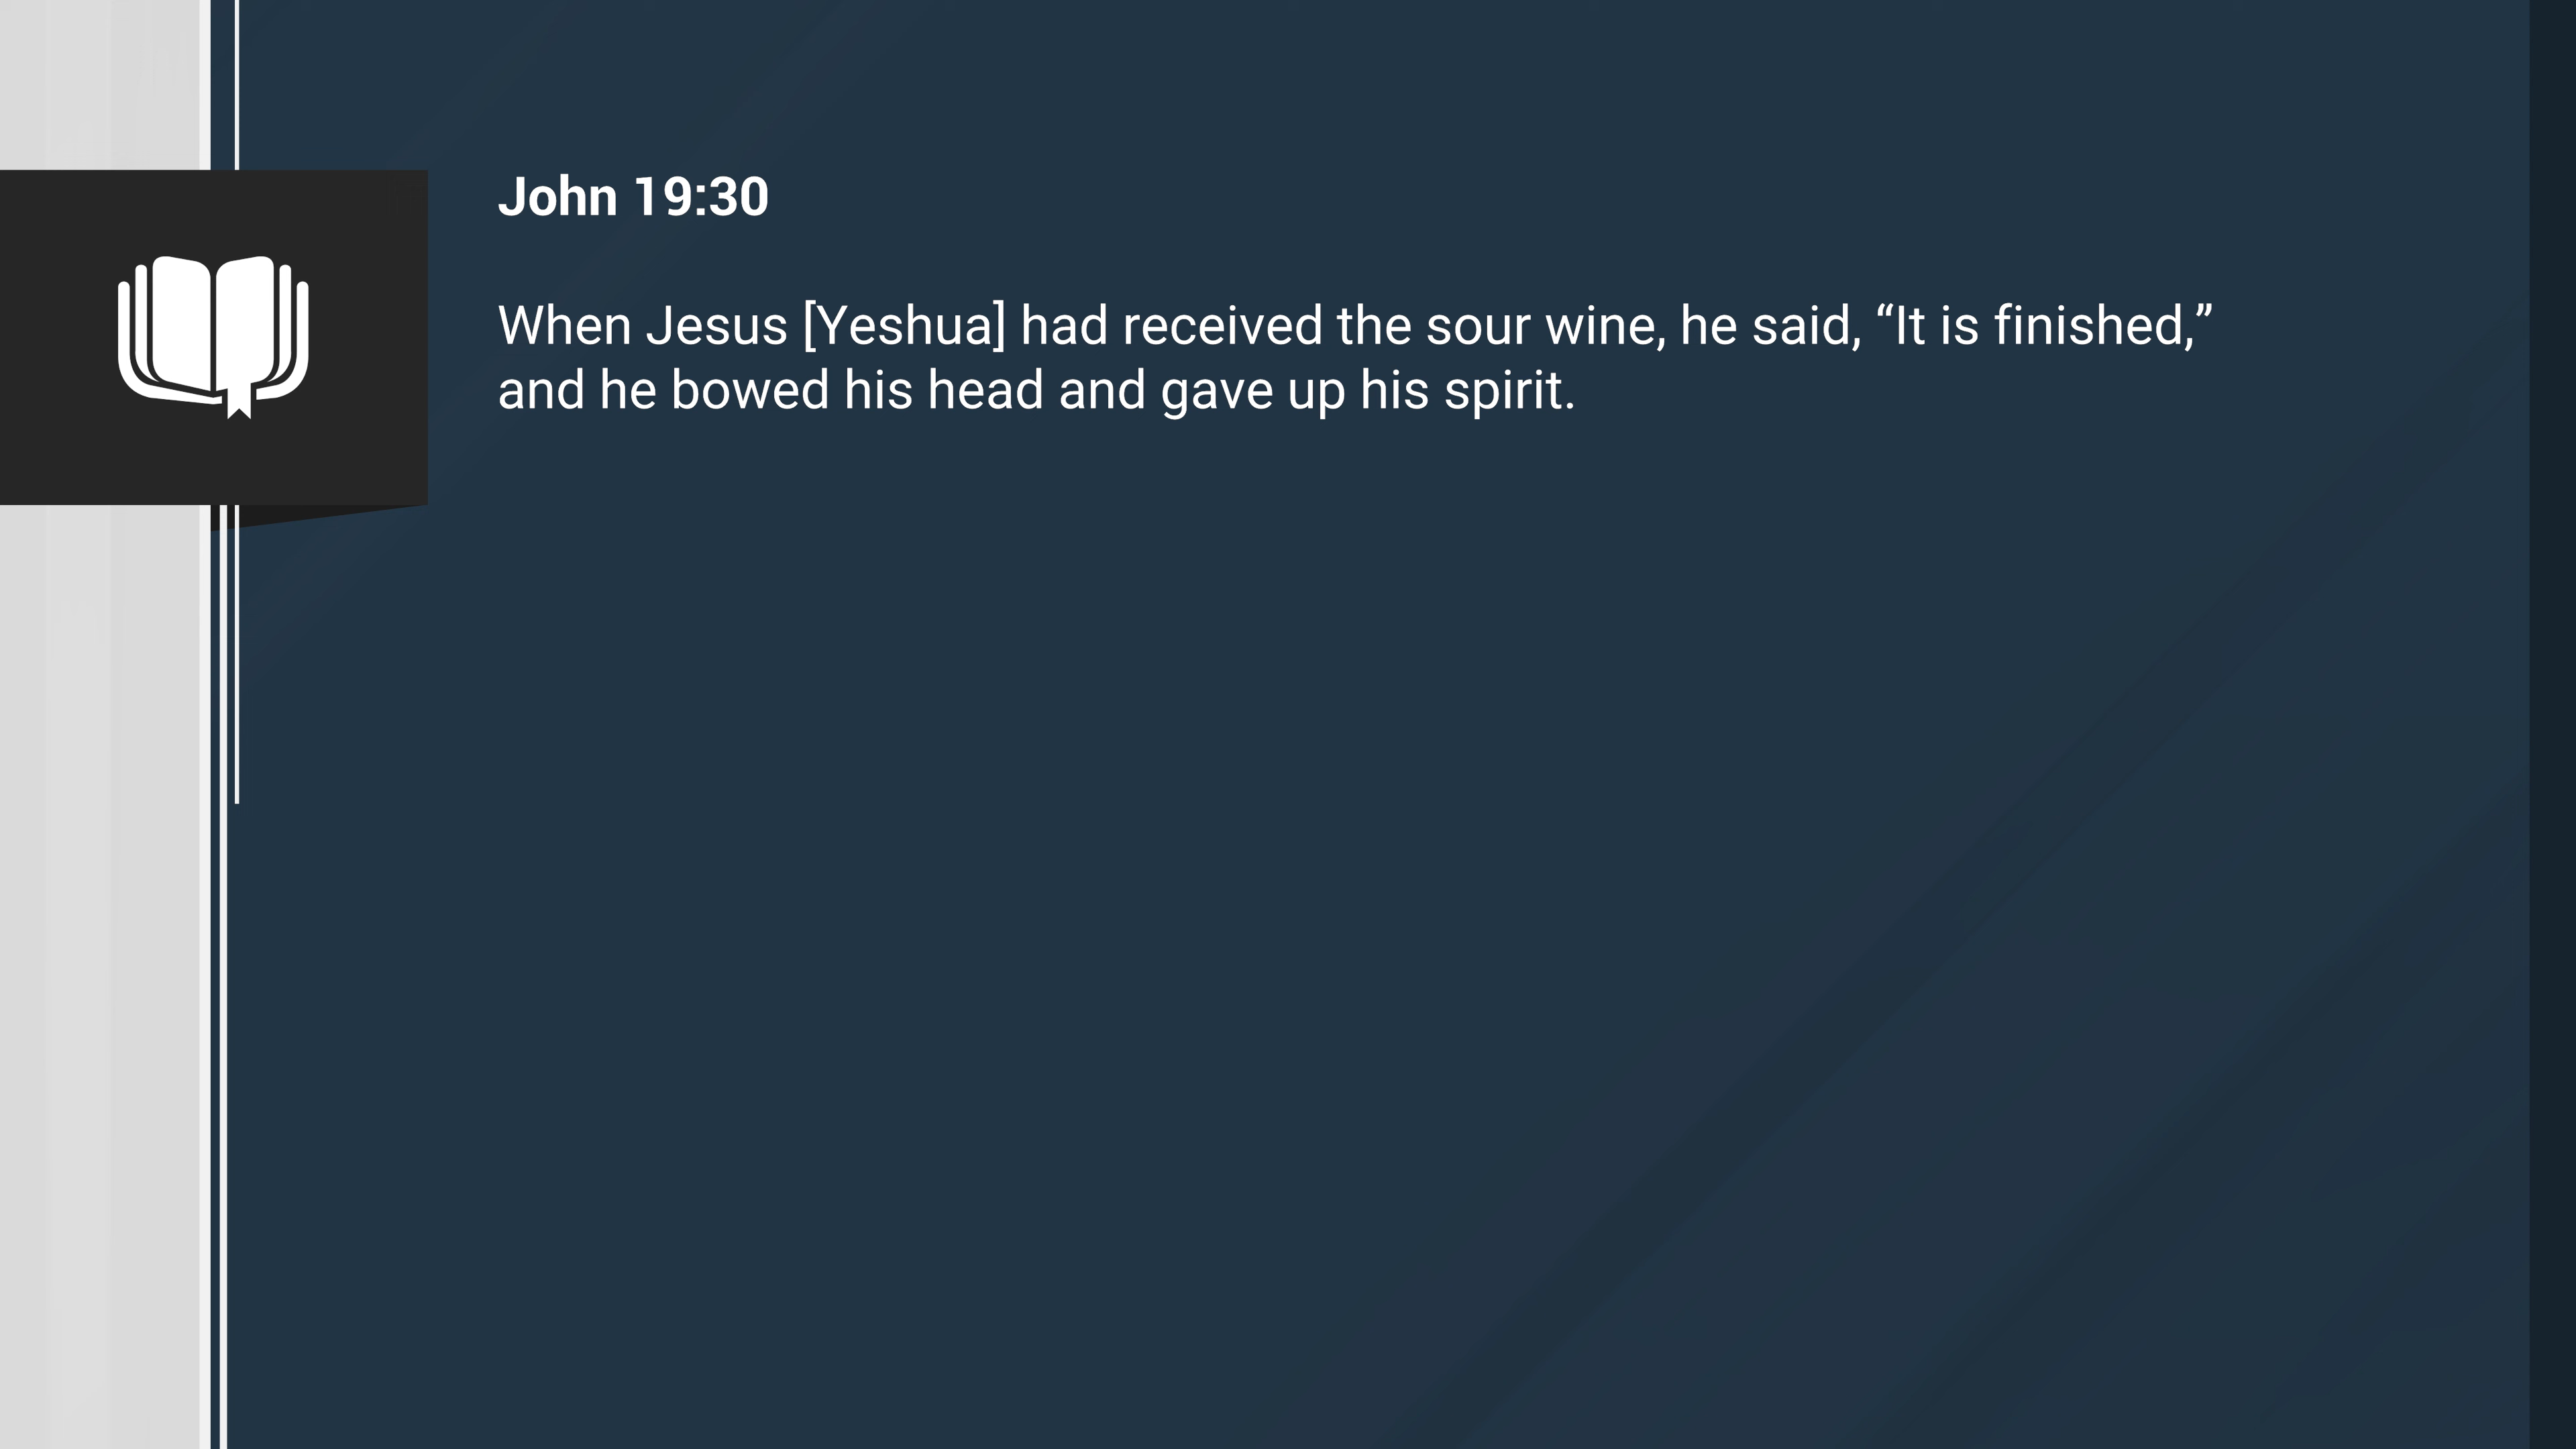 John 19:30
When Jesus [Yeshua] had received the sour wine, he said, “It is finished,”
and he bowed his head and gave up his spirit.